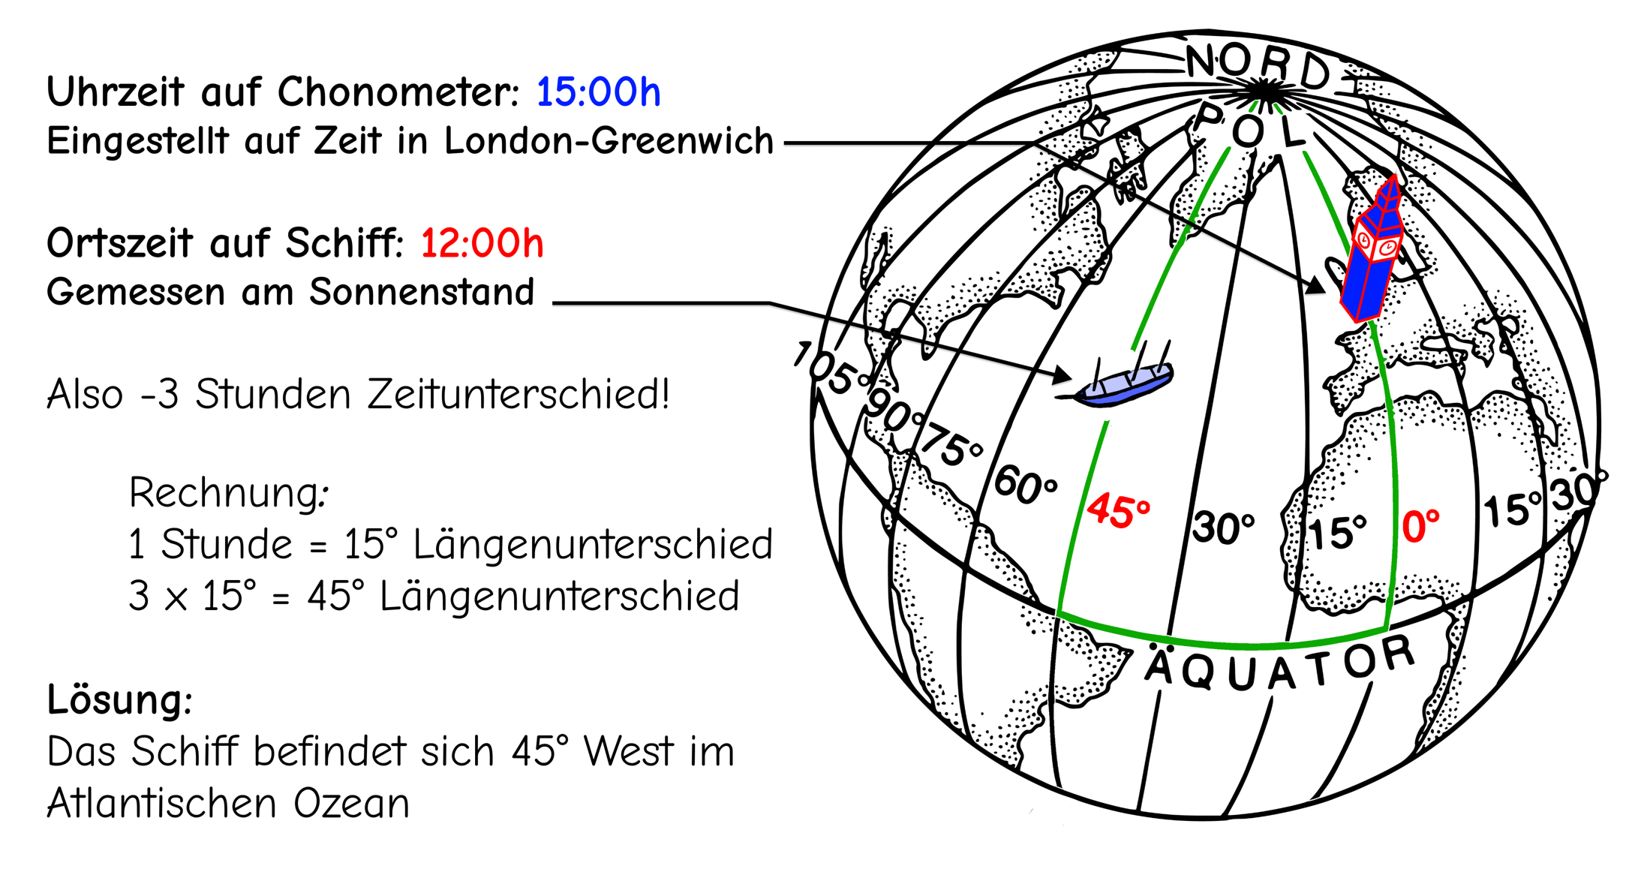 Uhrzeit auf Chonometer: 15:00h
Eingestellt auf Zeit in London-Greenwich
Ortszeit auf Schiff: 12:00h
Gemessen am Sonnenstand
Also -3 Stunden Zeitunterschied!
Rechnung:
1 Stunde = 15° Längenunterschied
3 x 15° = 45° Längenunterschied
Lösung:
Das Schiff befindet sich 45° West im
Atlantischen Ozean
NORD
POL
105° 90° 75° 60° 45° 30° 15° 0° 15° 30°
ÄQUATOR